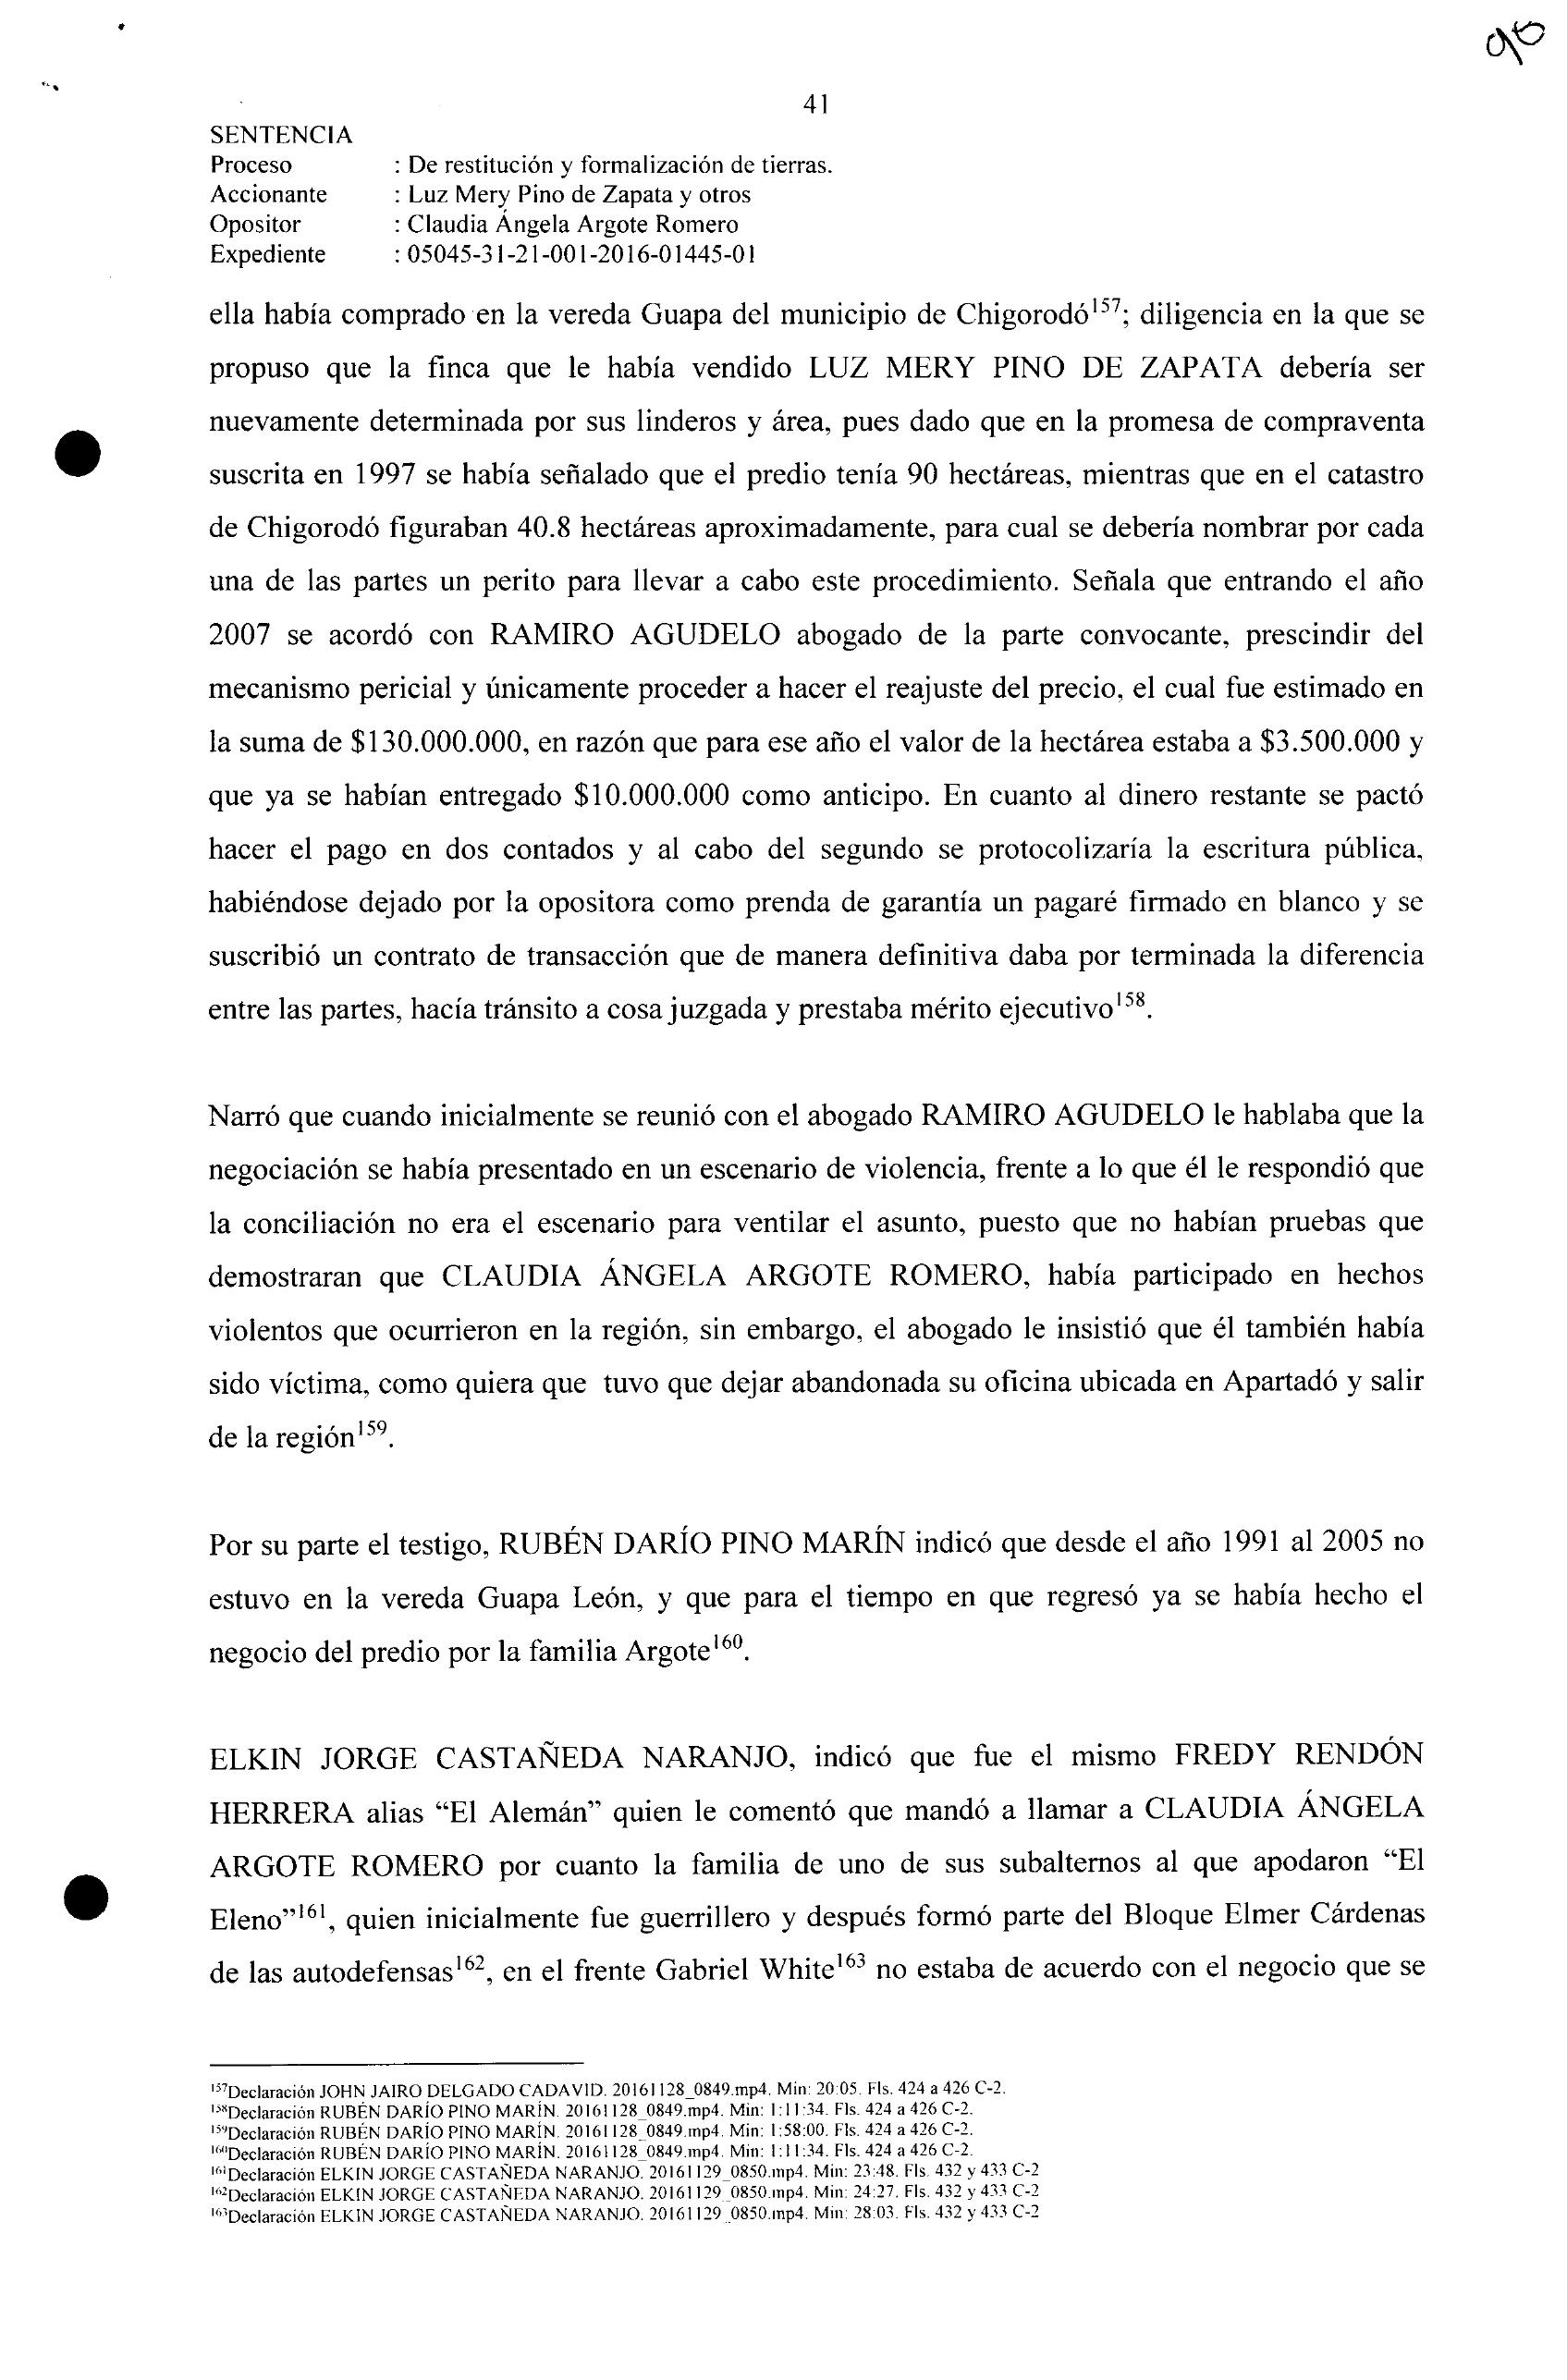 41
SENTENCIA
Proceso : De restitución y formalización de tierras.
Accionante : Luz Mery Pino de Zapata y otros
Opositor : Claudia Ángela Argote Romero
Expediente : 05045-31-21-001-2016-01445-01
ella había comprado en la vereda Guapa del municipio de Chigorodó157; diligencia en la que se
propuso que la finca que le había vendido LUZ MERY PINO DE ZAPATA debería ser
nuevamente determinada por sus linderos y área, pues dado que en la promesa de compraventa
suscrita en 1997 se había señalado que el predio tenía 90 hectáreas, mientras que en el catastro
de Chigorodó figuraban 40.8 hectáreas aproximadamente, para cual se debería nombrar por cada
una de las partes un perito para llevar a cabo este procedimiento. Señala que entrando el año
2007 se acordó con RAMIRO AGUDELO abogado de la parte convocante, prescindir del
mecanismo pericial y únicamente proceder a hacer el reajuste del precio, el cual fue estimado en
la suma de $130.000.000, en razón que para ese año el valor de la hectárea estaba a $3.500.000 y
que ya se habían entregado $10.000.000 como anticipo. En cuanto al dinero restante se pactó
hacer el pago en dos contados y al cabo del segundo se protocolizaría la escritura pública,
habiéndose dejado por la opositora como prenda de garantía un pagaré firmado en blanco y se
suscribió un contrato de transacción que de manera definitiva daba por terminada la diferencia
entre las partes, hacía tránsito a cosa juzgada y prestaba mérito ejecutivo158.
Narró que cuando inicialmente se reunió con el abogado RAMIRO AGUDELO le hablaba que la
negociación se había presentado en un escenario de violencia, frente a lo que él le respondió que
la conciliación no era el escenario para ventilar el asunto, puesto que no habían pruebas que
demostraran que CLAUDIA ÁNGELA ARGOTE ROMERO, había participado en hechos
violentos que ocurrieron en la región, sin embargo, el abogado le insistió que él también había
sido víctima, como quiera que tuvo que dejar abandonada su oficina ubicada en Apartadó y salir
de la región159.
Por su parte el testigo, RUBÉN DARÍO PINO MARÍN indicó que desde el año 1991 al 2005 no
estuvo en la vereda Guapa León, y que para el tiempo en que regresó ya se había hecho el
negocio del predio por la familia Argote160.
ELKIN JORGE CASTAÑEDA NARANJO, indicó que fue el mismo FREDY RENDÓN
HERRERA alias “El Alemán” quien le comentó que mandó a llamar a CLAUDIA ÁNGELA
ARGOTE ROMERO por cuanto la familia de uno de sus subalternos al que apodaron “El
Eleno”161, quien inicialmente fue guerrillero y después formó parte del Bloque Elmer Cárdenas
de las autodefensas162, en el frente Gabriel White163 no estaba de acuerdo con el negocio que se
157Declaración JOHN JAIRO DELGADO CADAVID. 20161128_0849.mp4. Min: 20:05. Fls. 424 a 426 C-2.
158Declaración RUBÉN DARÍO PINO MARÍN. 20161128_0849.mp4. Min: 1:11:34. Fls. 424 a 426 C-2.
159Declaración RUBÉN DARÍO PINO MARÍN. 20161128_0849.mp4. Min: 1:58:00. Fls. 424 a 426 C-2.
160Declaración RUBÉN DARÍO PINO MARÍN. 20161128_0849.mp4. Min: 1:11:34. Fls. 424 a 426 C-2.
161Declaración ELKIN JORGE CASTAÑEDA NARANJO. 20161129_0850.mp4. Min: 23:48. Fls. 432 y 433 C-2
162Declaración ELKIN JORGE CASTAÑEDA NARANJO. 20161129_0850.mp4. Min: 24:27. Fls. 432 y 433 C-2
163Declaración ELKIN JORGE CASTAÑEDA NARANJO. 20161129_0850.mp4. Min: 28:03. Fls. 432 y 433 C-2